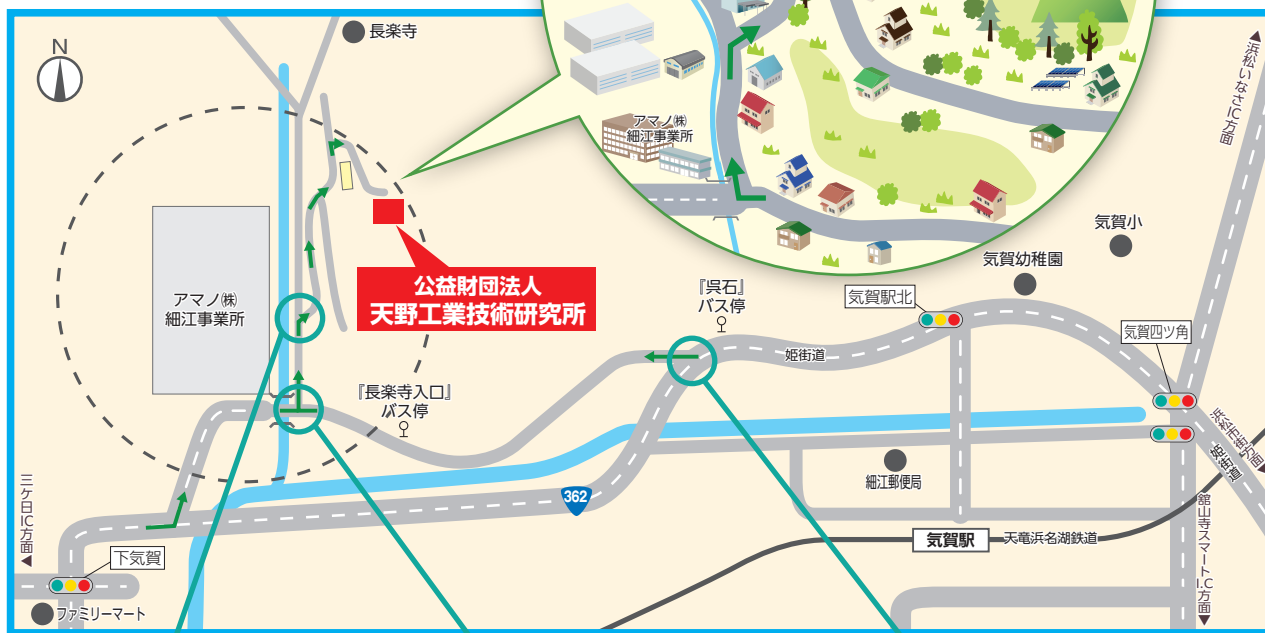 N
長楽寺
アマノ㈱
細江事業所
浜松いなさIC方面
気賀小
気賀幼稚園
公益財団法人
天野工業技術研究所
『呉石』
バス停
気賀駅北
気賀四ツ角
アマノ㈱
細江事業所
姫街道
『長楽寺入口』
バス停
浜松市街方面
姫街道
細江郵便局
三ケ日IC方面
362
舘山寺スマートI.C方面
気賀駅
天竜浜名湖鉄道
下気賀
ファミリーマート